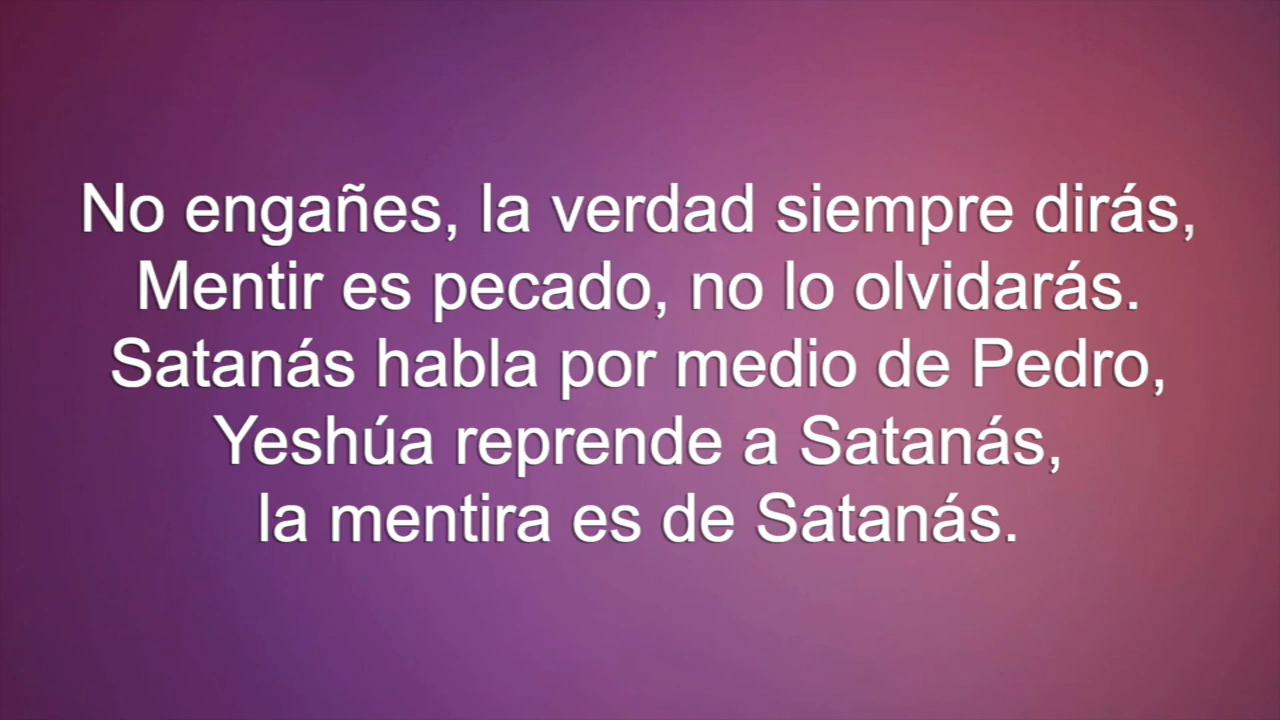 No engañes, la verdad siempre dirás,
Mentir es pecado, no lo olvidarás.
Satanás habla por medio de Pedro,
Yeshúa reprende a Satanás,
la mentira es de Satanás.